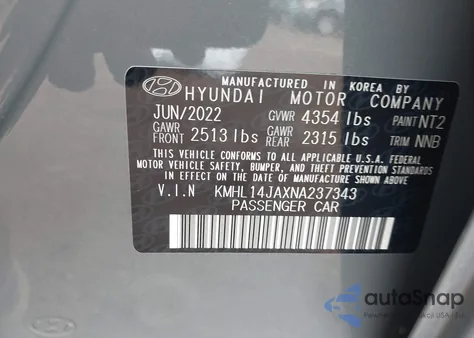 MANUFACTURED IN KOREA BY
HYUNDAI MOTOR COMPANY
JUN/2022 GVWR 4354 lbs PAINT NT2
GAWR FRONT 2513 lbs GAWR REAR 2315 lbs TRIM NNB
THIS VEHICLE CONFORMS TO ALL APPLICABLE U.S.A. FEDERAL
MOTOR VEHICLE SAFETY, BUMPER, AND THEFT PREVENTION STANDARDS
IN EFFECT ON THE DATE OF MANUFACTURE SHOWN ABOVE.
V.I.N KMHL14JAXNA237343
PASSENGER CAR
autoSnap